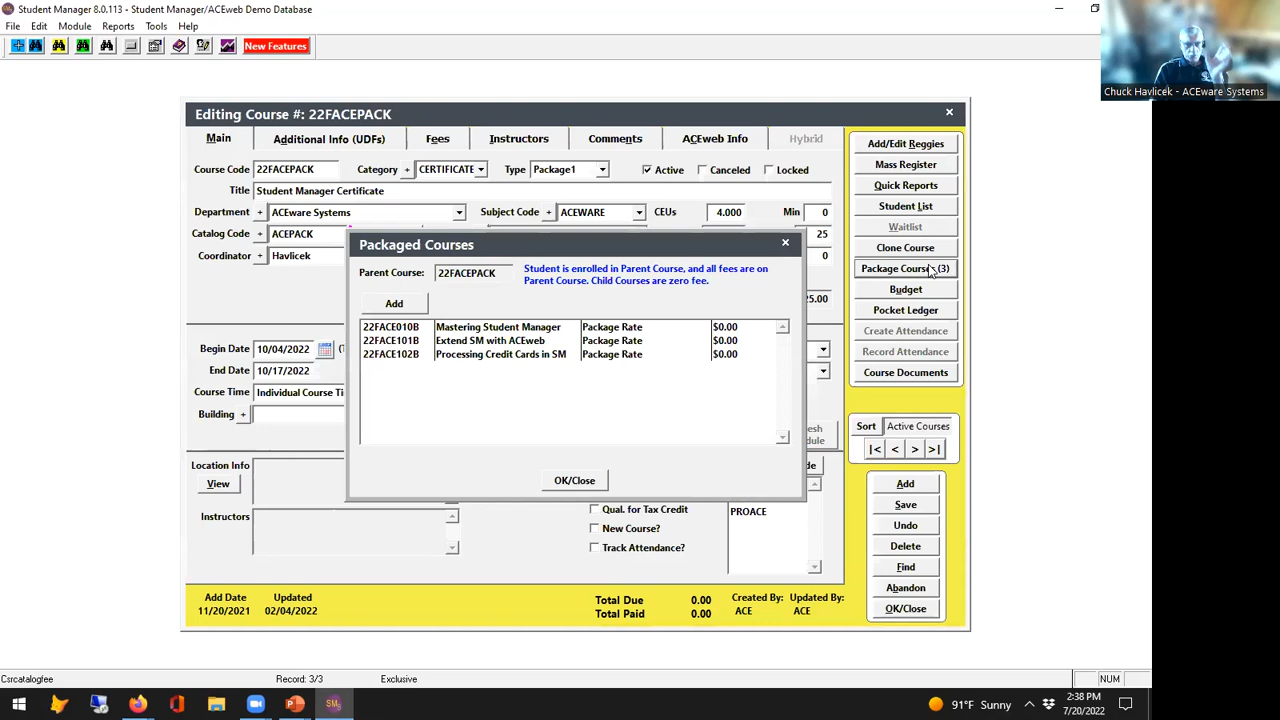 Student Manager 8.0.113 - Student Manager/ACEweb Demo Database
File Edit Module Reports Tools Help
New Features
Chuck Havlicek - ACEware Systems
Editing Course #: 22FACEPACK
Main Additional Info (UDFs) Fees Instructors Comments ACEweb Info Hybrid
Course Code 22FACEPACK Category + CERTIFICATE Type Package1 Active Canceled Locked
Title Student Manager Certificate
Department + ACEware Systems Subject Code + ACEWARE CEUs 4.000 Min 0
Catalog Code + ACEPACK 25
Coordinator + Havlicek 0
25.00
Packaged Courses
Parent Course: 22FACEPACK
Student is enrolled in Parent Course, and all fees are on
Parent Course. Child Courses are zero fee.
Add
22FACE010B Mastering Student Manager Package Rate $0.00
22FACE101B Extend SM with ACEweb Package Rate $0.00
22FACE102B Processing Credit Cards in SM Package Rate $0.00
OK/Close
Begin Date 10/04/2022
End Date 10/17/2022
Course Time Individual Course Ti
Building +
Location Info
View
Instructors
Qual. for Tax Credit
New Course?
Track Attendance?
PROACE
Add Date Updated
11/20/2021 02/04/2022
Total Due 0.00
Total Paid 0.00
Created By: Updated By:
ACE ACE
Add/Edit Reggies
Mass Register
Quick Reports
Student List
Waitlist
Clone Course
Package Cours (3)
Budget
Pocket Ledger
Create Attendance
Record Attendance
Course Documents
Sort Active Courses
|< < > >|
Add
Save
Undo
Delete
Find
Abandon
OK/Close
Csrcatalogfee Record: 3/3 Exclusive NUM
91°F Sunny
2:38 PM
7/20/2022